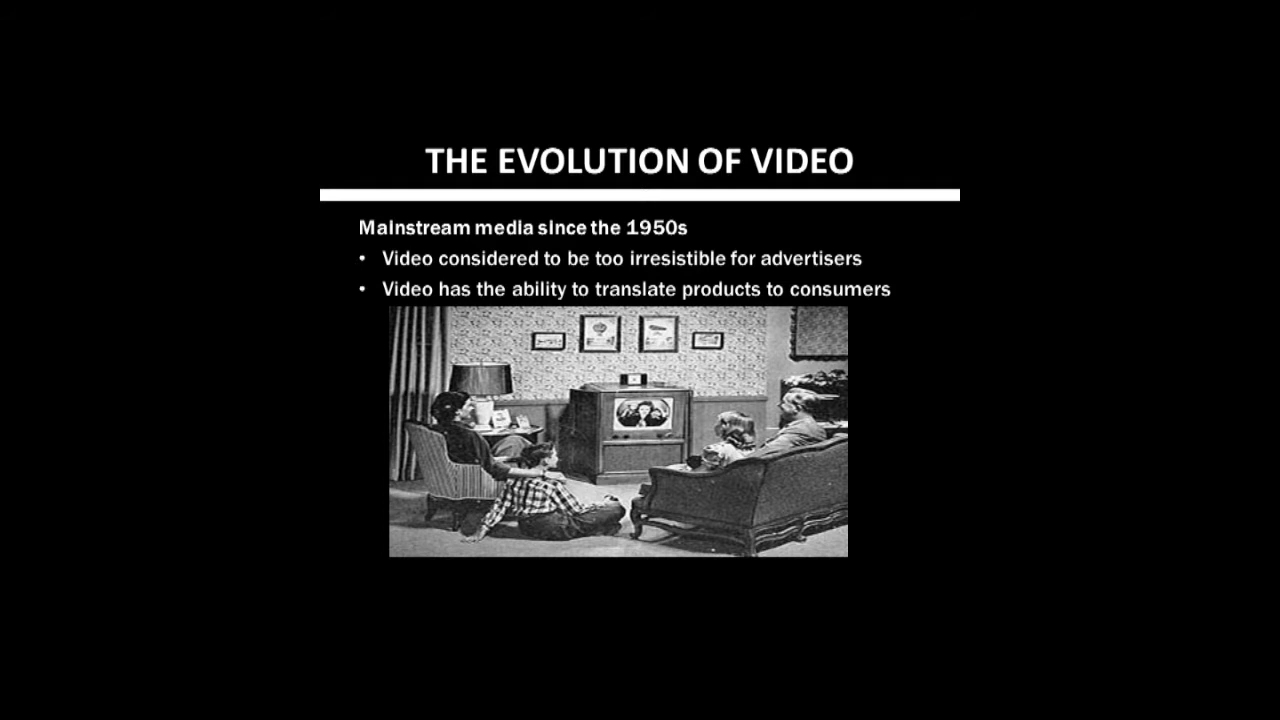 THE EVOLUTION OF VIDEO
Mainstream media since the 1950s
• Video considered to be too irresistible for advertisers
• Video has the ability to translate products to consumers